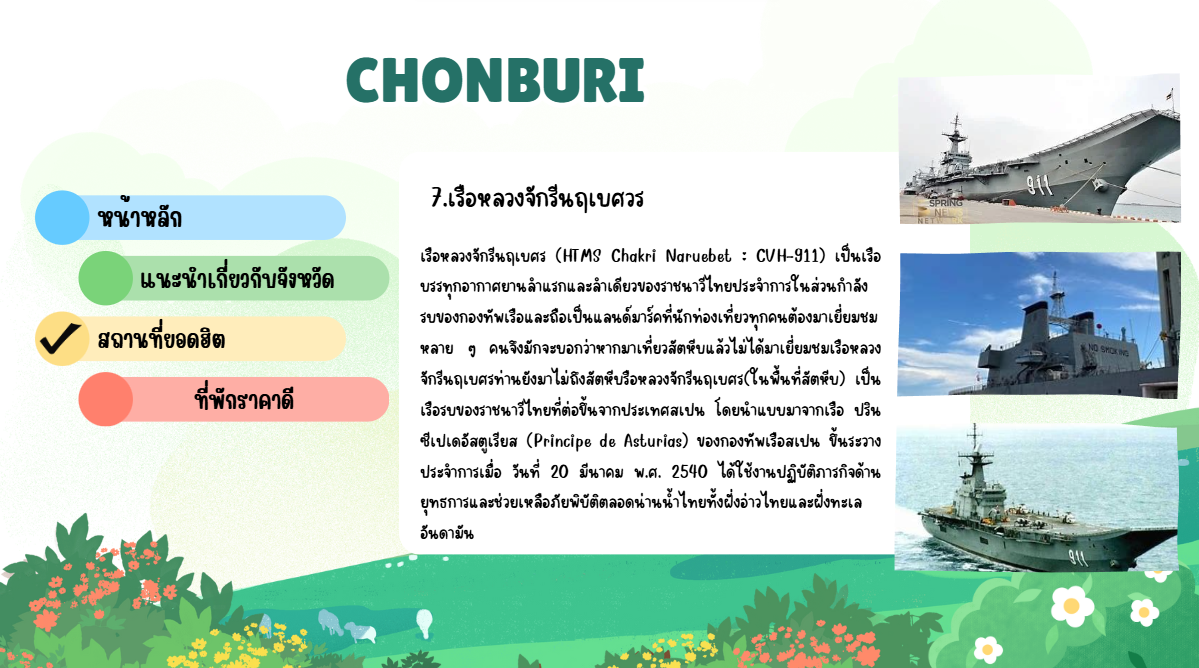 CHONBURI
หน้าหลัก
แนะนำเกี่ยวกับจังหวัด
สถานที่ยอดฮิต
ที่พักราคาดี
7.เรือหลวงจักรีนฤเบศวร
เรือหลวงจักรีนฤเบศร (HTMS Chakri Naruebet : CVH-911) เป็นเรือ
บรรทุกอากาศยานลำแรกและลำเดียวของราชนาวีไทยประจำการในส่วนกำลัง
รบของกองทัพเรือและถือเป็นแลนด์มาร์คที่นักท่องเที่ยวทุกคนต้องมาเยี่ยมชม
หลาย ๆ คนจึงมักจะบอกว่าหากมาเที่ยวสัตหีบแล้วไม่ได้มาเยี่ยมชมเรือหลวง
จักรีนฤเบศรท่านยังมาไม่ถึงสัตหีบรือหลวงจักรีนฤเบศร(ในพื้นที่สัตหีบ) เป็น
เรือรบของราชนาวีไทยที่ต่อขึ้นจากประเทศสเปน โดยนำแบบมาจากเรือ ปริน
ซีเปเดอัสตูเรียส (Principe de Asturias) ของกองทัพเรือสเปน ขึ้นระวาง
ประจำการเมื่อ วันที่ 20 มีนาคม พ.ศ. 2540 ได้ใช้งานปฏิบัติภารกิจด้าน
ยุทธการและช่วยเหลือภัยพิบัติตลอดน่านน้ำไทยทั้งฝั่งอ่าวไทยและฝั่งทะเล
อันดามัน
911
SPRING
NE
NETW
NO SMOKING
911